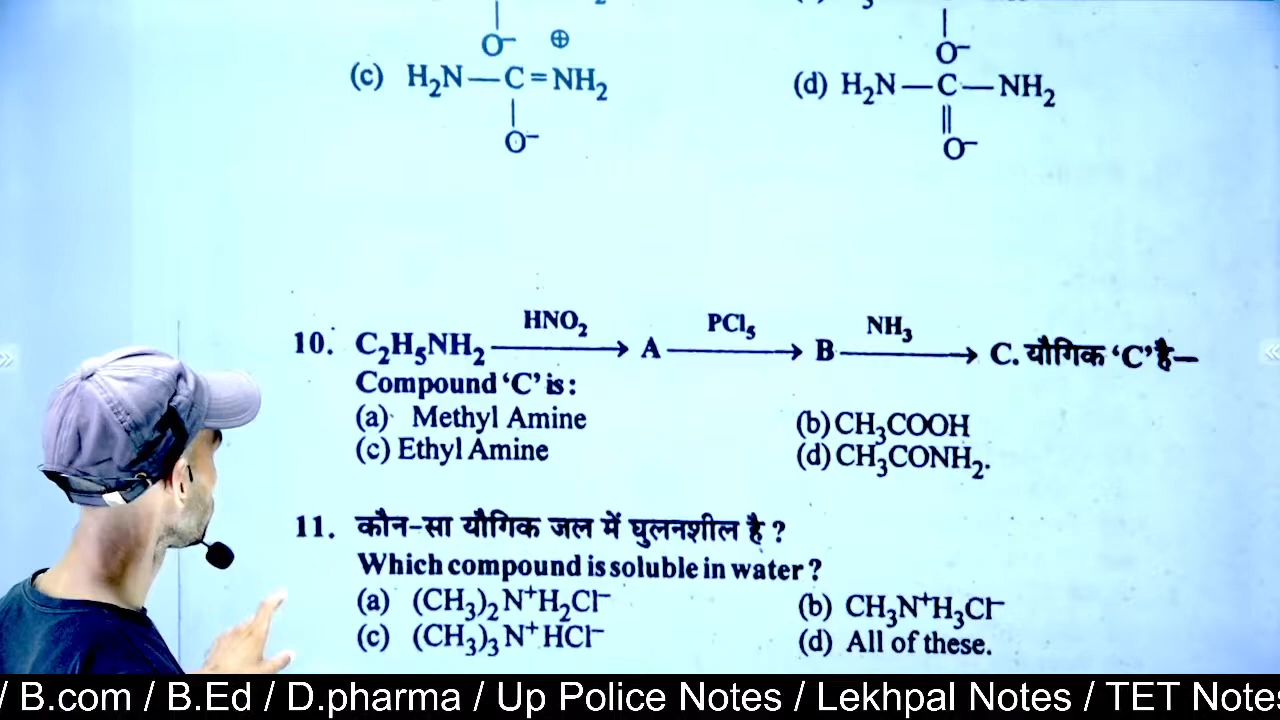 O⁻ ⊕
(c) H₂N—C=NH₂
|
O⁻
O⁻
(d) H₂N—C—NH₂
||
O⁻
10. C₂H₅NH₂ —HNO₂→ A —PCl₅→ B —NH₃→ C. यौगिक ‘C’ है–
Compound ‘C’ is:
(a) Methyl Amine (b) CH₃COOH
(c) Ethyl Amine (d) CH₃CONH₂.
11. कौन-सा यौगिक जल में घुलनशील है ?
Which compound is soluble in water ?
(a) (CH₃)₂N⁺H₂Cl⁻ (b) CH₃N⁺H₃Cl⁻
(c) (CH₃)₃N⁺HCl⁻ (d) All of these.
/ B.com / B.Ed / D.pharma / Up Police Notes / Lekhpal Notes / TET Notes